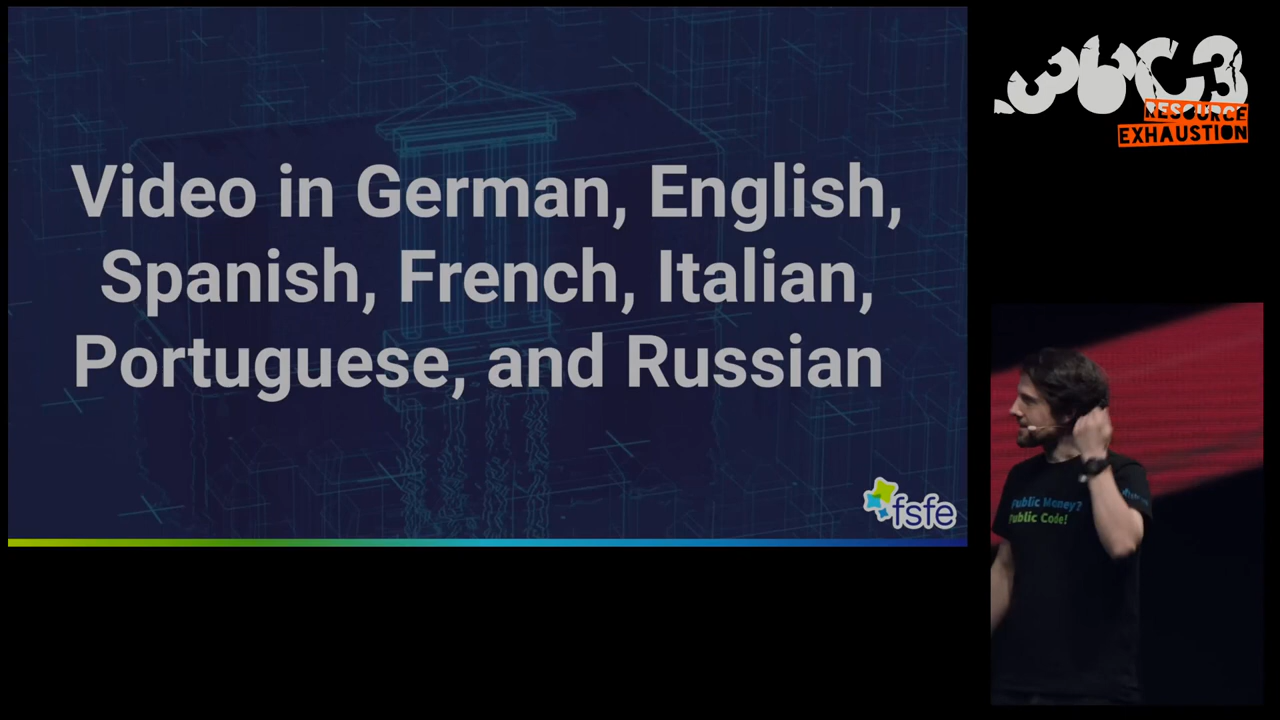 Video in German, English,
Spanish, French, Italian,
Portuguese, and Russian
fsfe
36C3
RESOURCE
EXHAUSTION
Public Money?
Public Code!